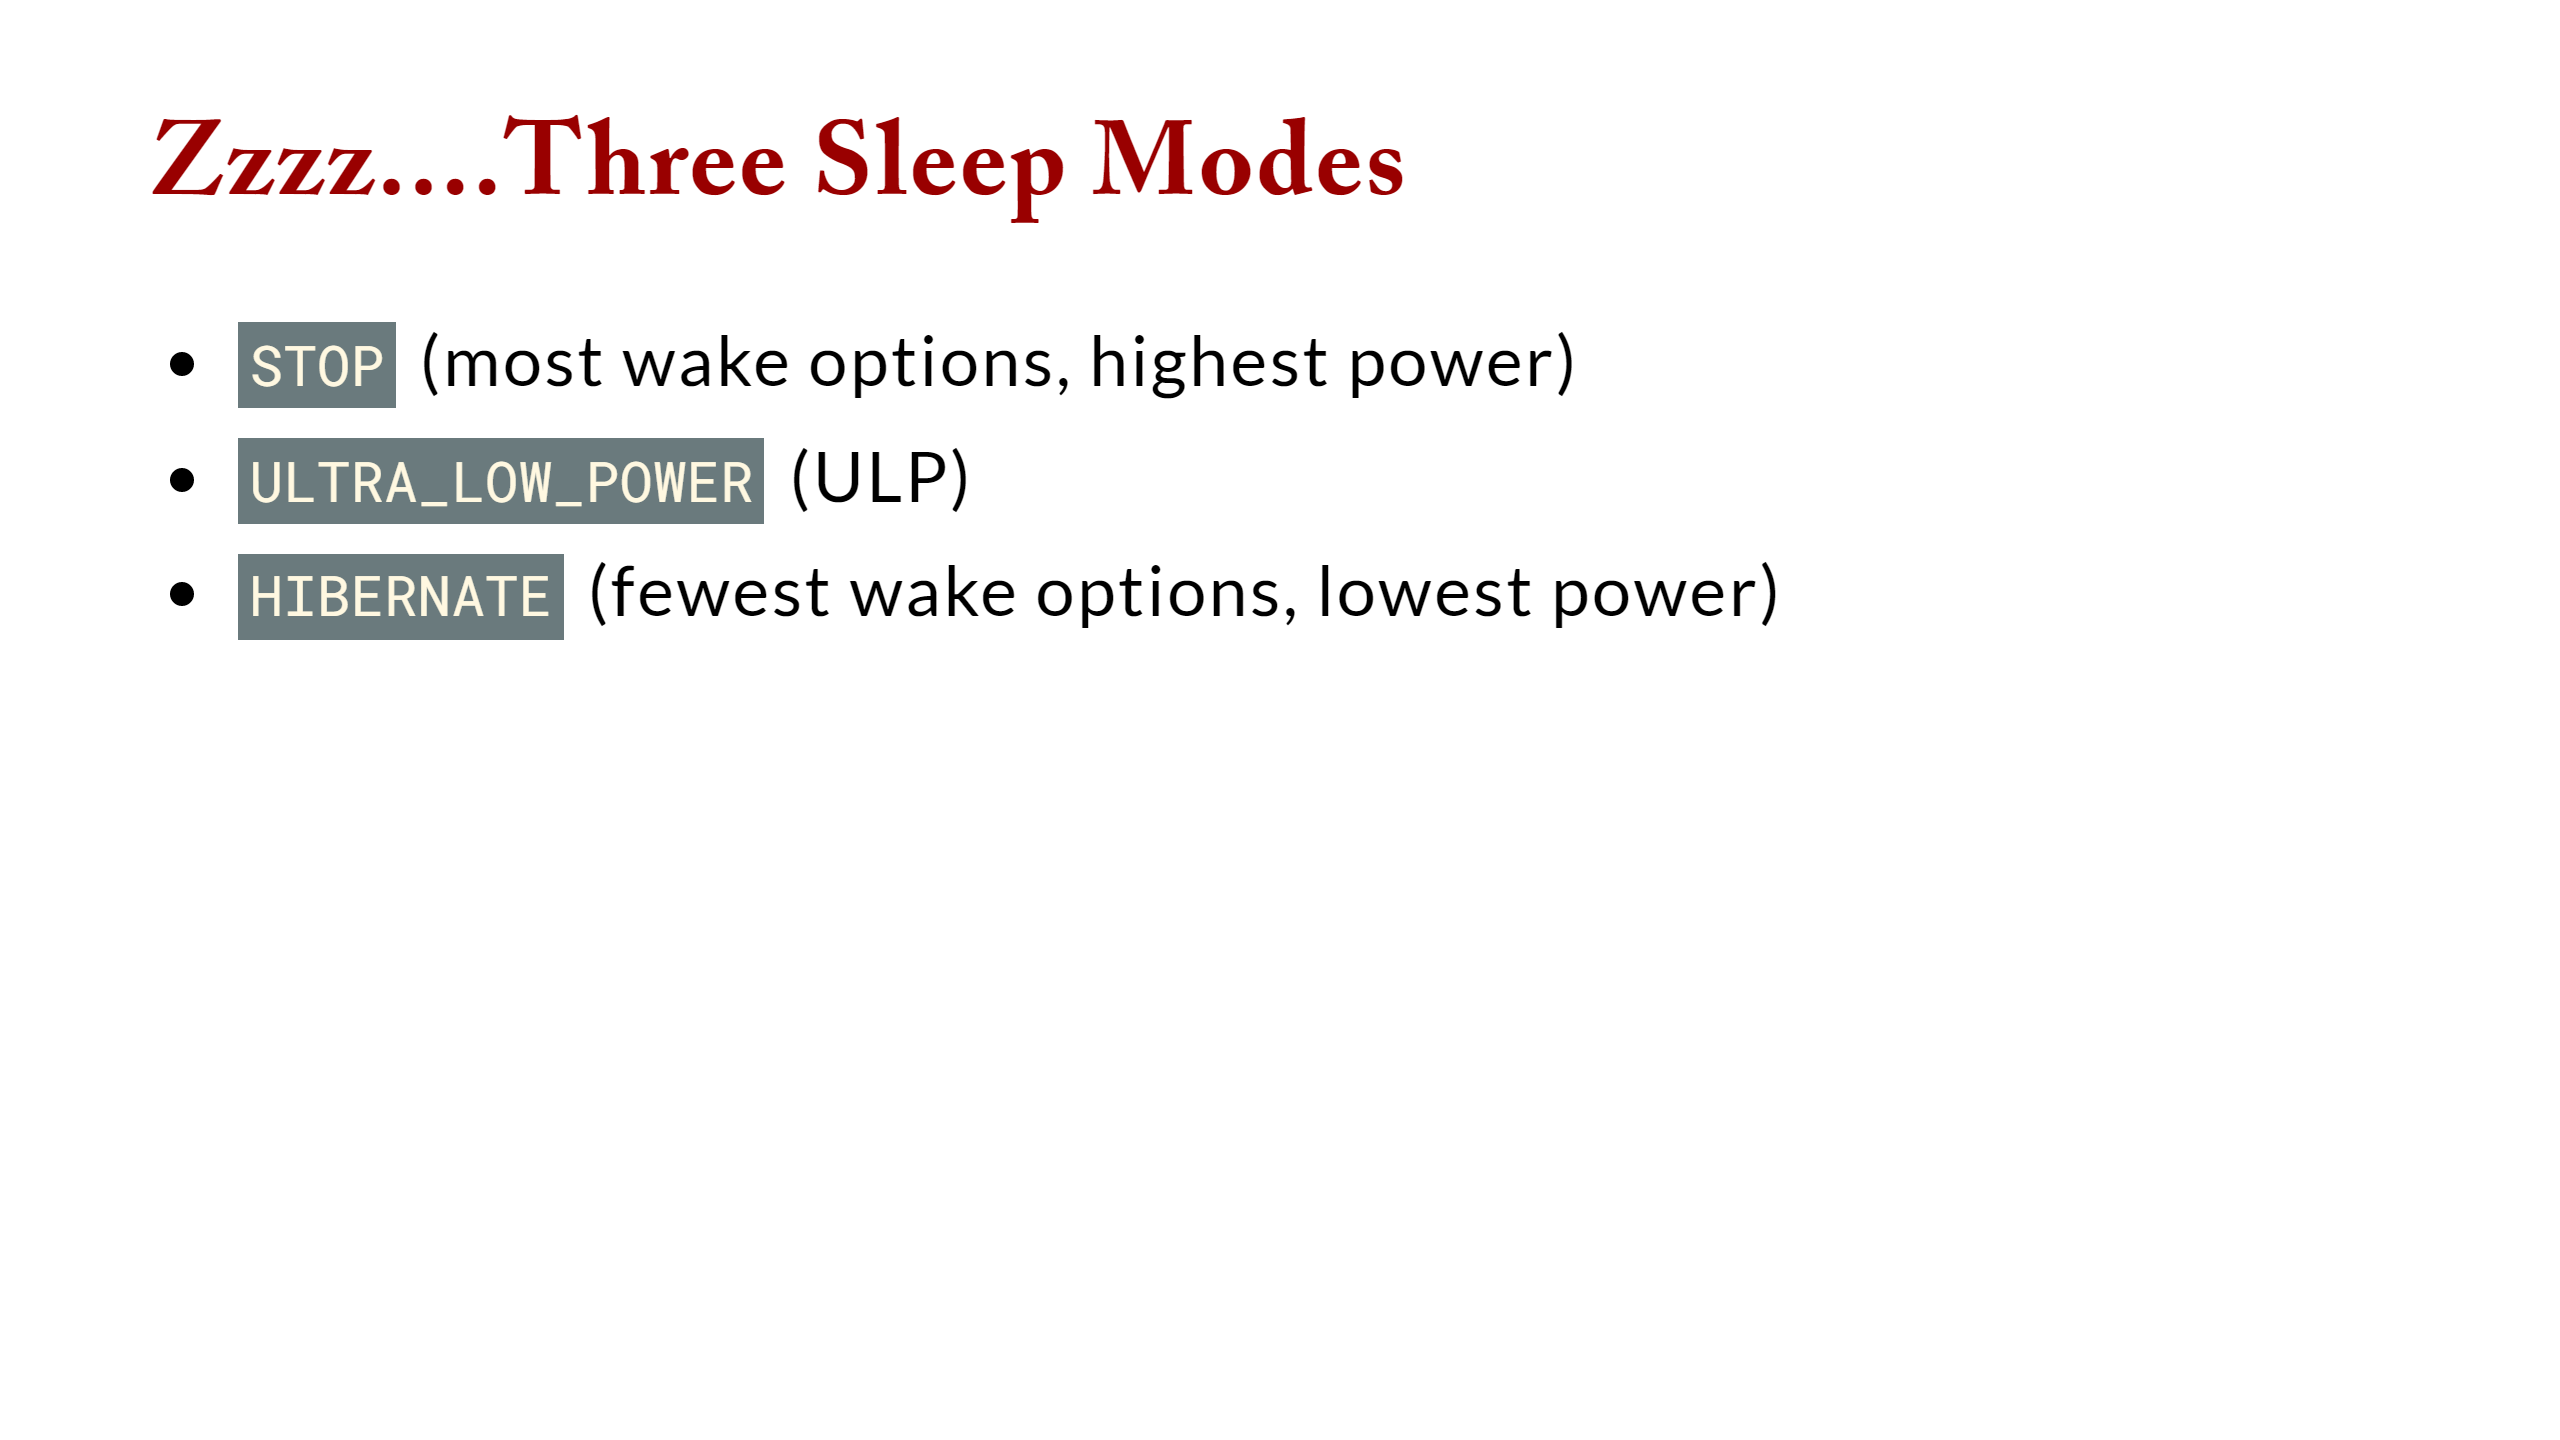 Zzzz....Three Sleep Modes
• STOP (most wake options, highest power)
• ULTRA_LOW_POWER (ULP)
• HIBERNATE (fewest wake options, lowest power)